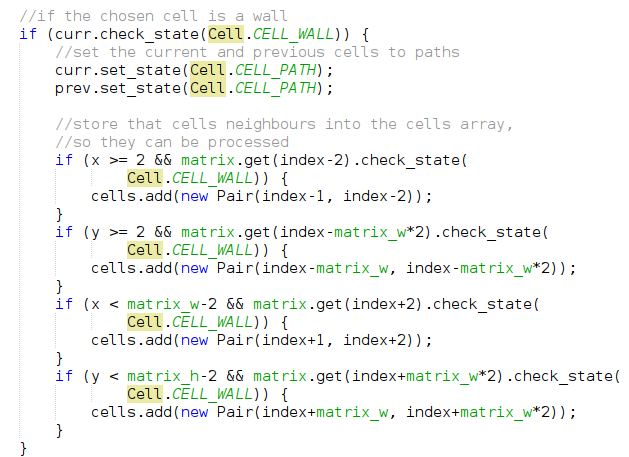 //if the chosen cell is a wall
if (curr.check_state(Cell.CELL_WALL)) {
//set the current and previous cells to paths
curr.set_state(Cell.CELL_PATH);
prev.set_state(Cell.CELL_PATH);
//store that cells neighbours into the cells array,
//so they can be processed
if (x >= 2 && matrix.get(index-2).check_state(
Cell.CELL_WALL)) {
cells.add(new Pair(index-1, index-2));
}
if (y >= 2 && matrix.get(index-matrix_w*2).check_state(
Cell.CELL_WALL)) {
cells.add(new Pair(index-matrix_w, index-matrix_w*2));
}
if (x < matrix_w-2 && matrix.get(index+2).check_state(
Cell.CELL_WALL)) {
cells.add(new Pair(index+1, index+2));
}
if (y < matrix_h-2 && matrix.get(index+matrix_w*2).check_state(
Cell.CELL_WALL)) {
cells.add(new Pair(index+matrix_w, index+matrix_w*2));
}
}